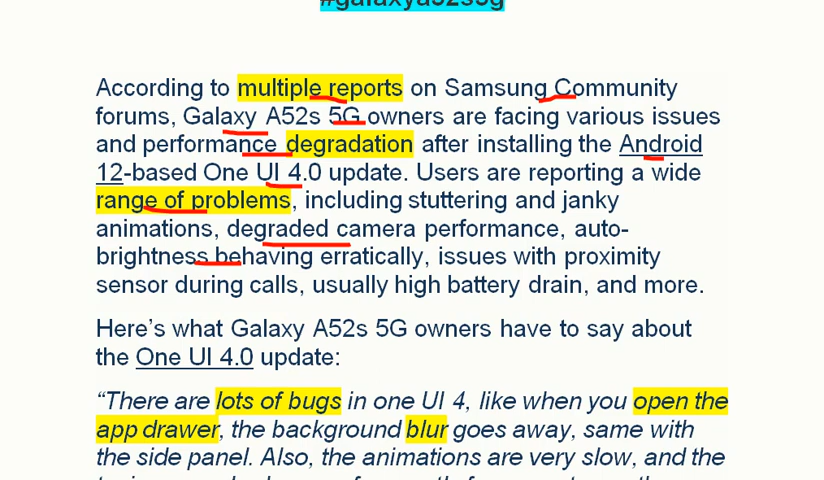 #galaxya52s5g
According to multiple reports on Samsung Community
forums, Galaxy A52s 5G owners are facing various issues
and performance degradation after installing the Android
12-based One UI 4.0 update. Users are reporting a wide
range of problems, including stuttering and janky
animations, degraded camera performance, auto-
brightness behaving erratically, issues with proximity
sensor during calls, usually high battery drain, and more.
Here’s what Galaxy A52s 5G owners have to say about
the One UI 4.0 update:
“There are lots of bugs in one UI 4, like when you open the
app drawer, the background blur goes away, same with
the side panel. Also, the animations are very slow, and the